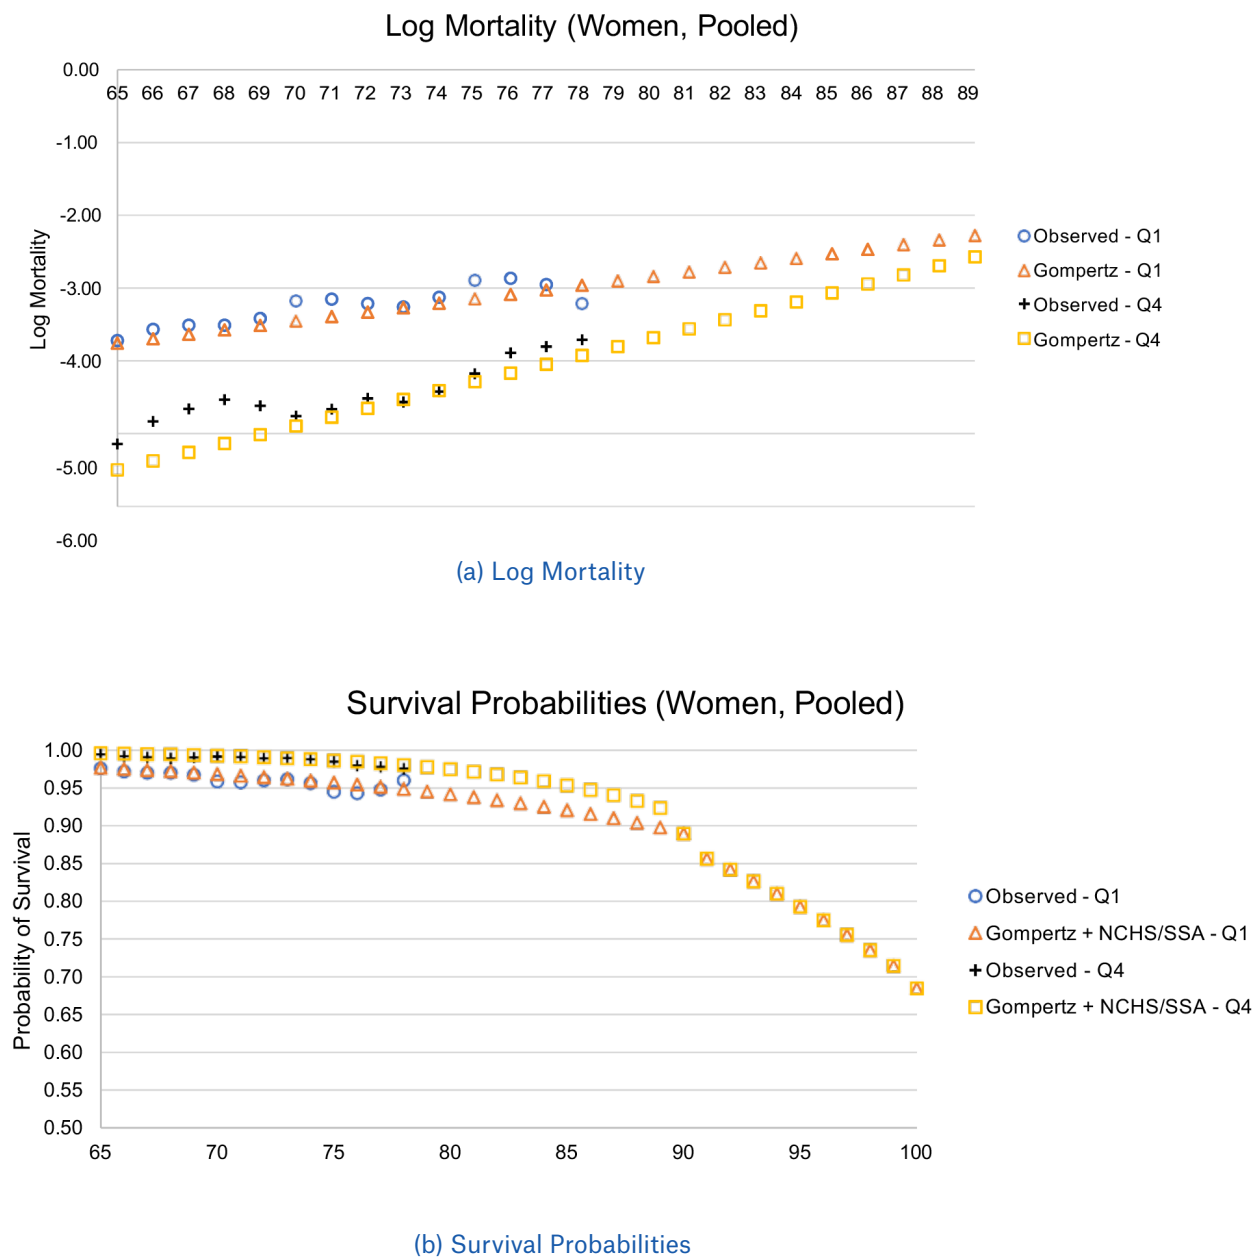 Log Mortality (Women, Pooled)
0.00
65 66 67 68 69 70 71 72 73 74 75 76 77 78 79 80 81 82 83 84 85 86 87 88 89
-1.00
-2.00
-3.00
-4.00
-5.00
-6.00
Log Mortality
Observed - Q1
Gompertz - Q1
Observed - Q4
Gompertz - Q4
(a) Log Mortality
Survival Probabilities (Women, Pooled)
1.00
0.95
0.90
0.85
0.80
0.75
0.70
0.65
0.60
0.55
0.50
Probability of Survival
65 70 75 80 85 90 95 100
Observed - Q1
Gompertz + NCHS/SSA - Q1
Observed - Q4
Gompertz + NCHS/SSA - Q4
(b) Survival Probabilities